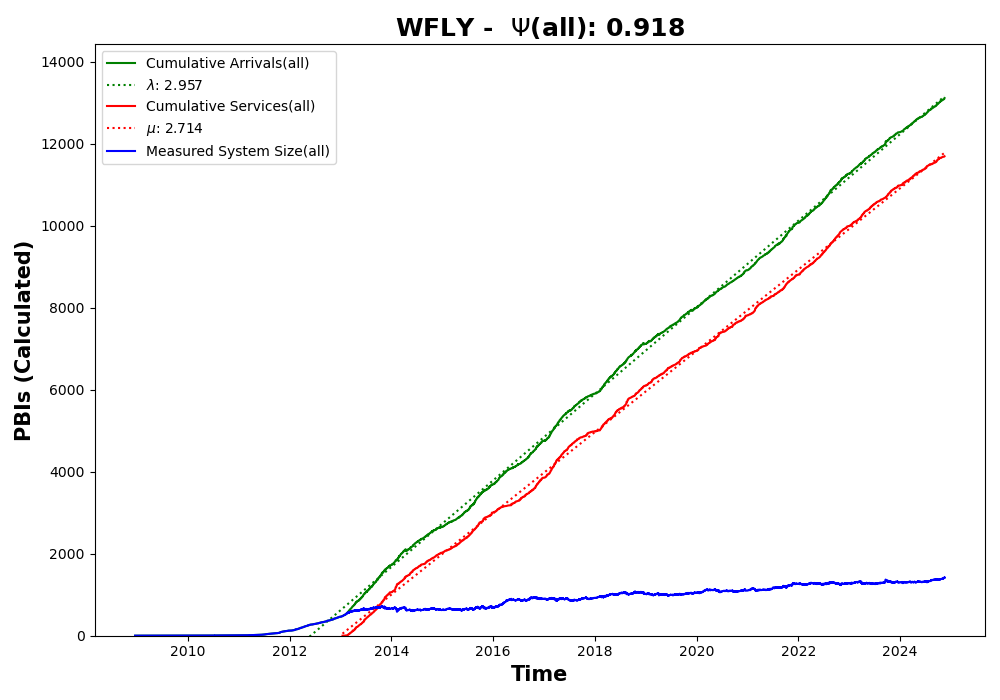 WFLY -  Ψ(all): 0.918
Cumulative Arrivals(all)
λ: 2.957
Cumulative Services(all)
μ: 2.714
Measured System Size(all)
PBIs (Calculated)
14000
12000
10000
8000
6000
4000
2000
0
2010 2012 2014 2016 2018 2020 2022 2024
Time